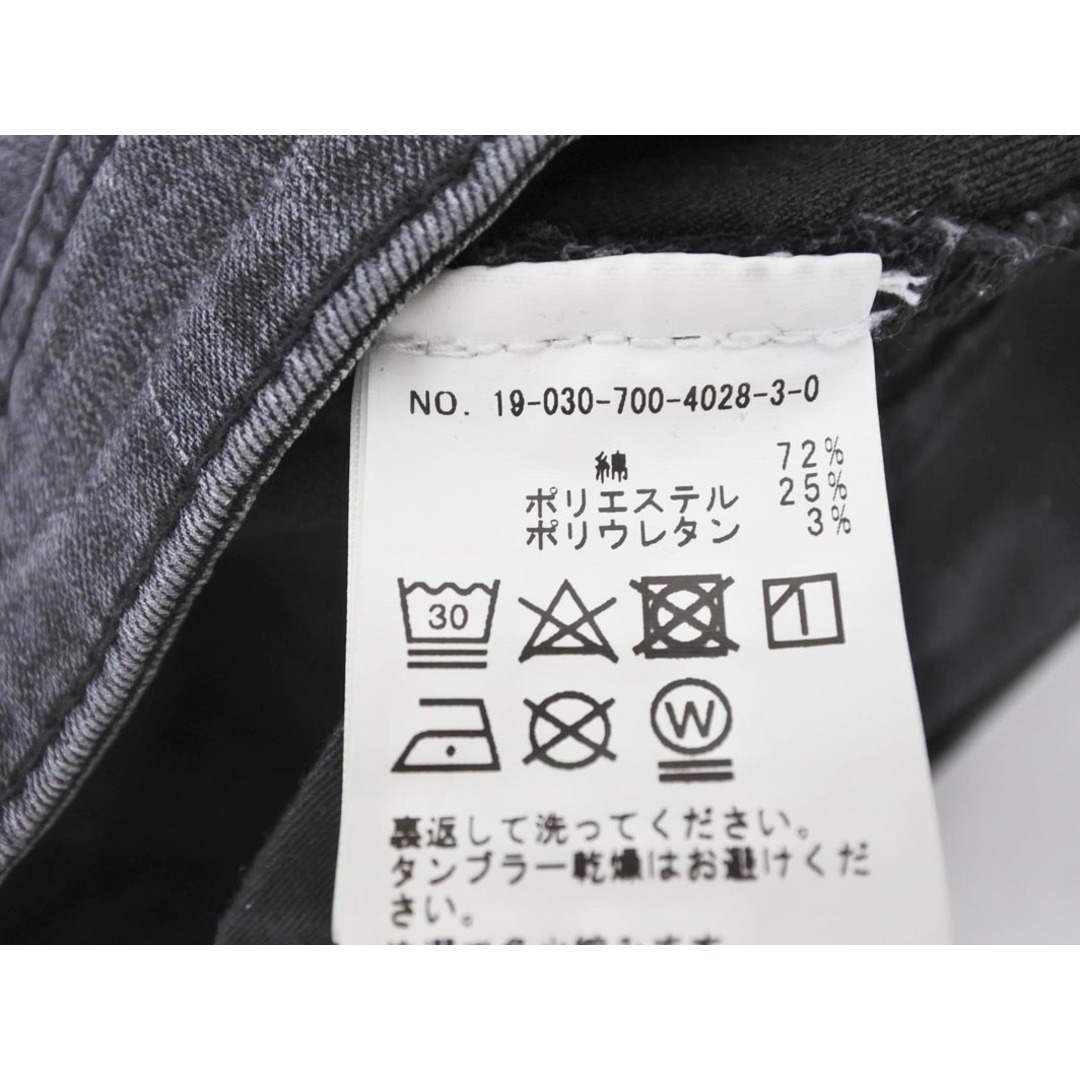 NO. 19-030-700-4028-3-0
綿 72%
ポリエステル 25%
ポリウレタン 3%
30
W
裏返して洗ってください。
タンブラー乾燥はお避けくだ
さい。